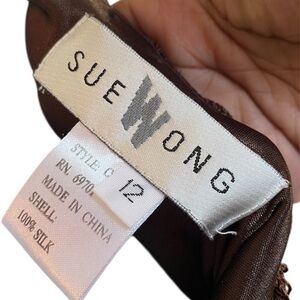 SUE WONG
12
STYLE: C
RN. 6970
MADE IN CHINA
SHELL:
100% SILK